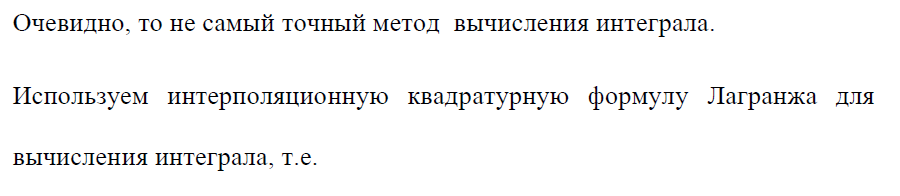 Очевидно, то не самый точный метод  вычисления интеграла.
Используем интерполяционную квадратурную формулу Лагранжа для
вычисления интеграла, т.е.